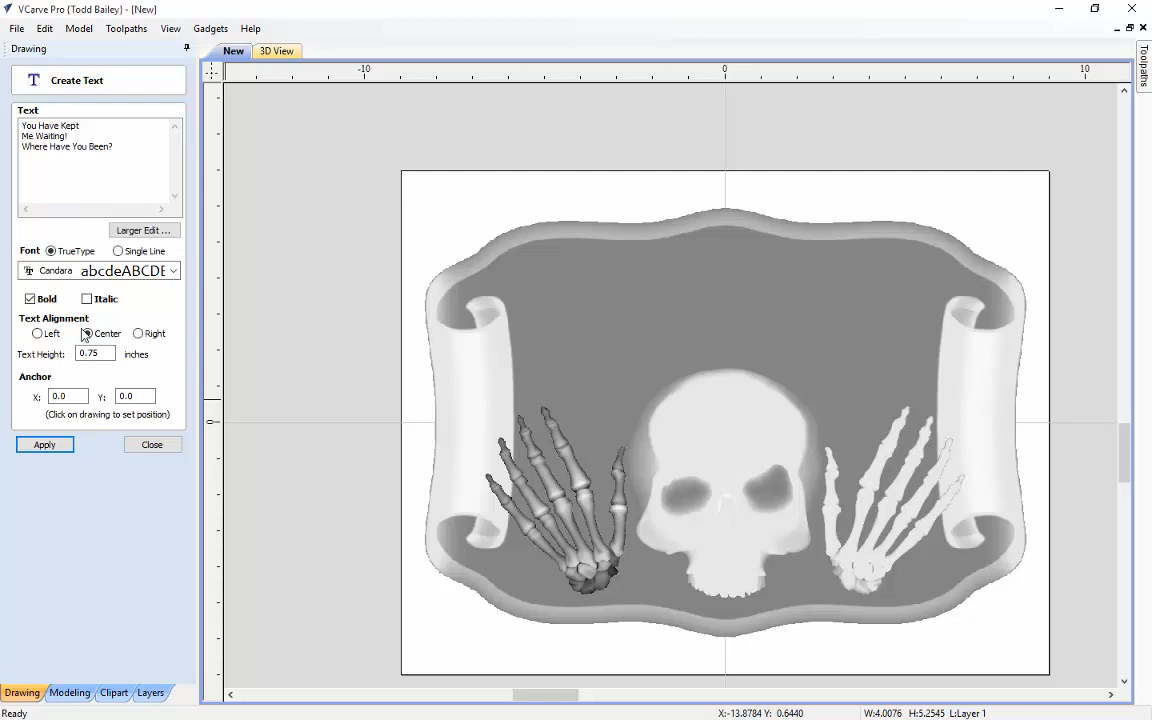 VCarve Pro {Todd Bailey} - [New]
File Edit Model Toolpaths View Gadgets Help
Drawing
New 3D View
Toolpaths
-10 0 10
T Create Text
Text
You Have Kept
Me Waiting!
Where Have You Been?
Larger Edit ...
Font TrueType Single Line
Candara abcdeABCDE
Bold Italic
Text Alignment
Left Center Right
Text Height: 0.75 inches
Anchor
X: 0.0 Y: 0.0
(Click on drawing to set position)
Apply Close
0
Drawing Modeling Clipart Layers
Ready X:-13.8784 Y: 0.6440 W:4.0076 H:5.2545 L:Layer 1